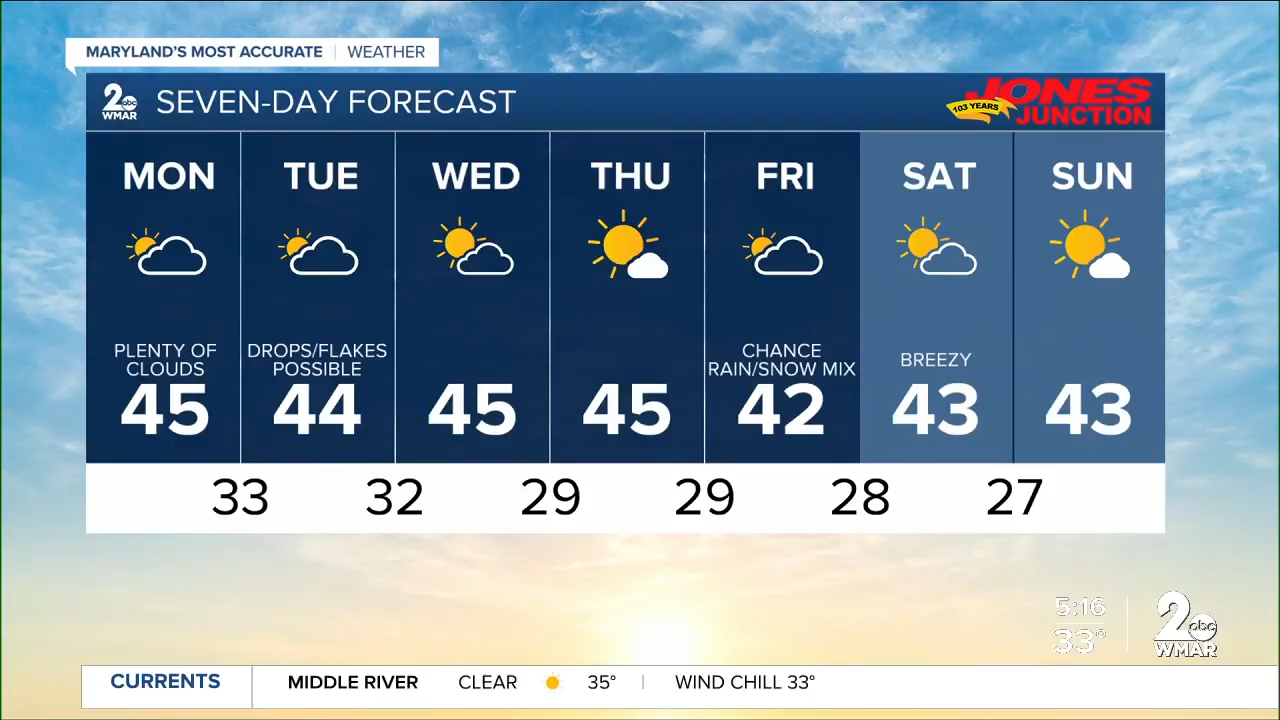 MARYLAND'S MOST ACCURATE | WEATHER
2 abc WMAR
SEVEN-DAY FORECAST
103 YEARS
JONES
JUNCTION
MON TUE WED THU FRI SAT SUN
PLENTY OF
CLOUDS
DROPS/FLAKES
POSSIBLE
CHANCE
RAIN/SNOW MIX
BREEZY
45 44 45 45 42 43 43
33 32 29 29 28 27
5:16
33°
2 abc
WMAR
CURRENTS MIDDLE RIVER CLEAR 35° | WIND CHILL 33°